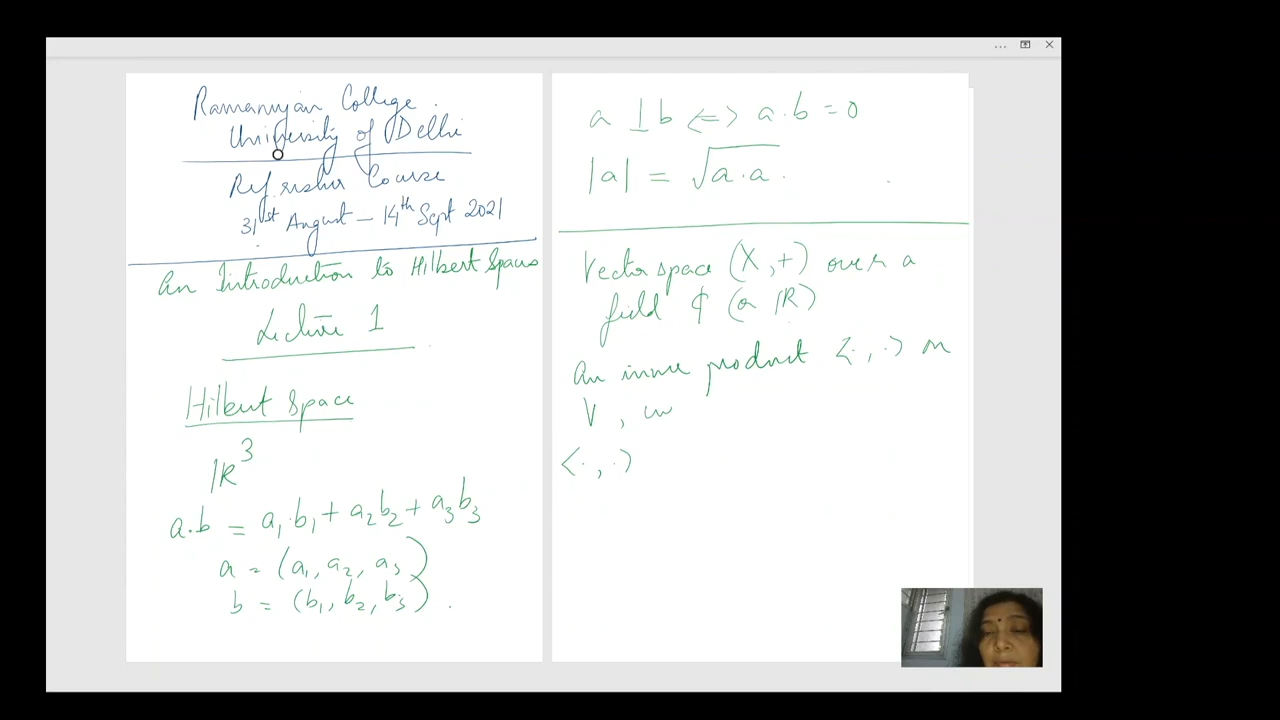 Ramanujan College
University of Delhi
Refresher Course
31st August – 14th Sept 2021
An Introduction to Hilbert Spaces
Lecture 1
Hilbert Space
ℝ³
a.b = a₁.b₁ + a₂b₂ + a₃b₃
a = (a₁, a₂, a₃)
b = (b₁, b₂, b₃).
a ⊥ b ⇔ a.b = 0
|a| = √a.a.
Vector space (X, +) over a
field ₵ (or ℝ)
An inner product <., .> on
V, is
<., .>